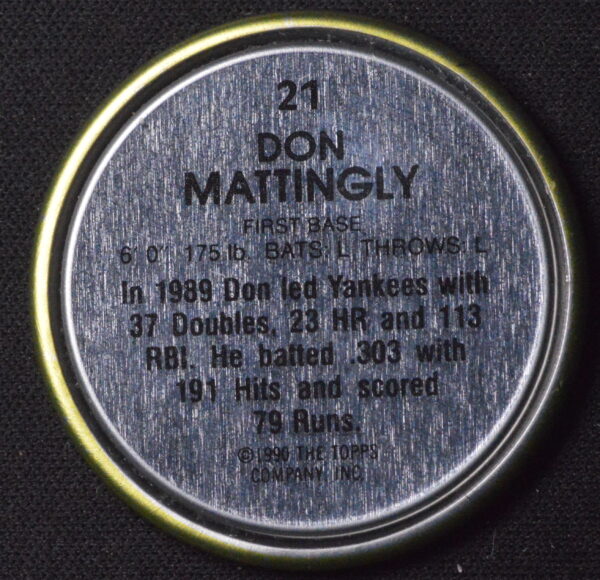 21
DON
MATTINGLY
FIRST BASE
6' 0" 175 lb. BATS: L THROWS: L
In 1989 Don led Yankees with
37 Doubles, 23 HR and 113
RBI. He batted .303 with
191 Hits and scored
79 Runs.
©1990 THE TOPPS
COMPANY, INC.